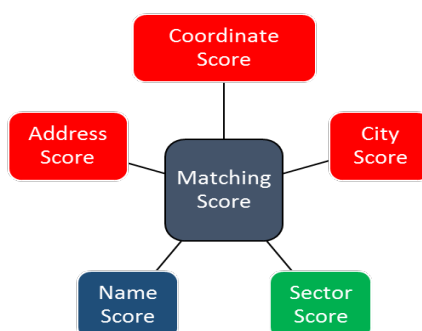 Coordinate
Score
Address
Score
City
Score
Matching
Score
Name
Score
Sector
Score